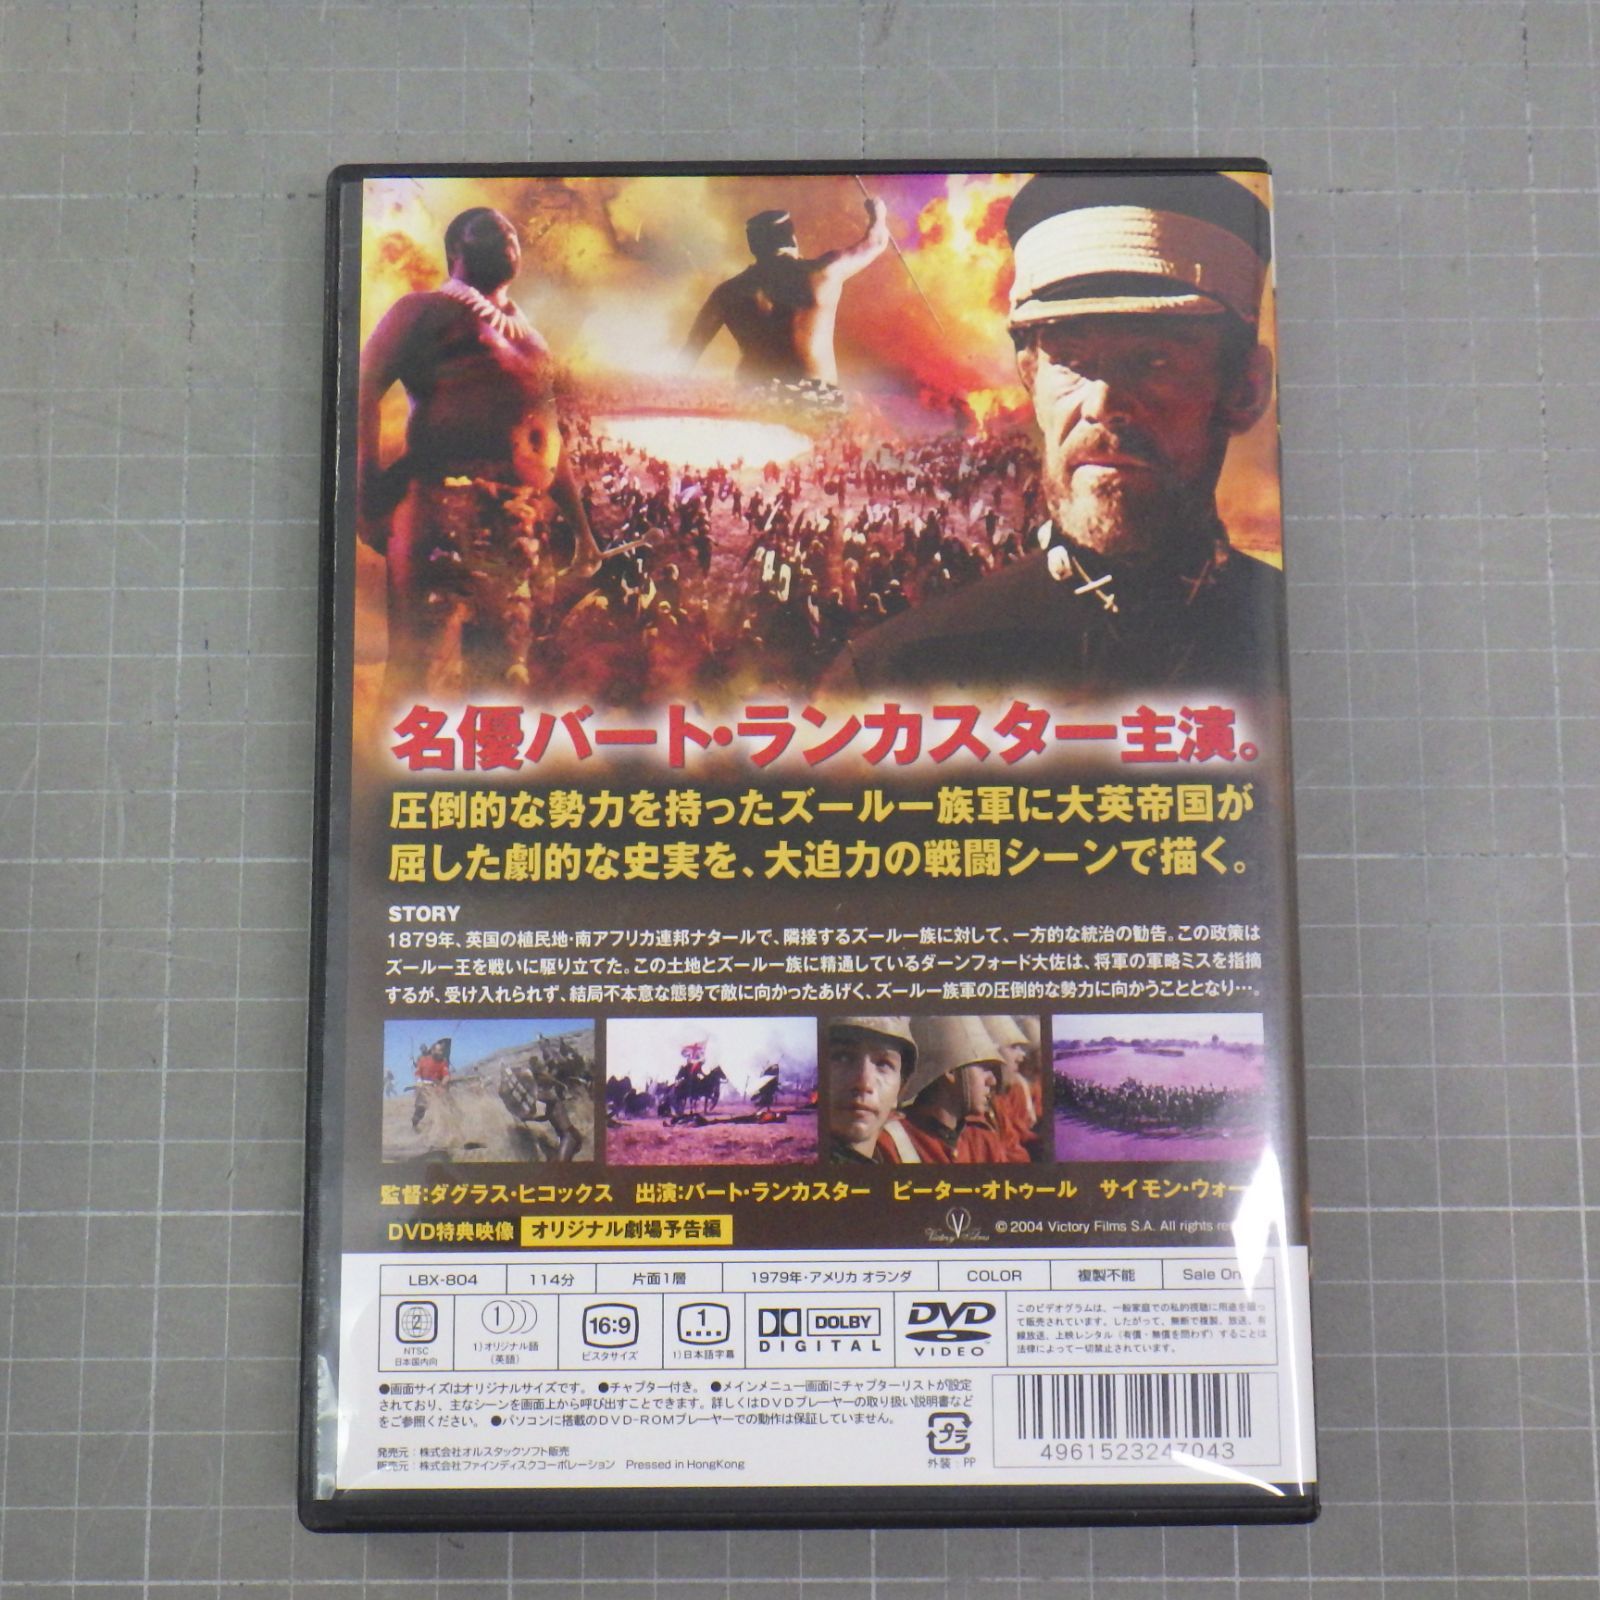 名優バート・ランカスター主演。
圧倒的な勢力を持ったズールー族軍に大英帝国が
屈した劇的な史実を、大迫力の戦闘シーンで描く。
STORY
1879年、英国の植民地・南アフリカ連邦ナタールで、隣接するズールー族に対して、一方的な統治の勧告。この政策は
ズールー王を戦いに駆り立てた。この土地とズールー族に精通しているダーンフォード大佐は、将軍の軍略ミスを指摘
するが、受け入れられず、結局不本意な態勢で敵に向かったあげく、ズールー族軍の圧倒的な勢力に向かうこととなり…。
監督:ダグラス・ヒコックス 出演:バート・ランカスター ピーター・オトゥール サイモン・ウォー
DVD特典映像 オリジナル劇場予告編
V Victory Films © 2004 Victory Films S.A. All rights
LBX-804 114分 片面1層 1979年・アメリカ オランダ COLOR 複製不能 Sale
2 NTSC 日本国内向
1 1)オリジナル語 (英語)
16:9 ビスタサイズ
1 1)日本語字幕
DOLBY DIGITAL
DVD VIDEO
このビデオグラムは、一般家庭での私的視聴に用途を限っ
て販売されています。したがって、無断で複製、放送、有
線放送、上映レンタル（有償・無償を問わず）することは
法律によって一切禁止されています。
●画面サイズはオリジナルサイズです。 ●チャプター付き。 ●メインメニュー画面にチャプターリストが設定
されており、主なシーンを画面上から呼び出すことできます。詳しくはDVDプレーヤーの取り扱い説明書など
をご参照ください。 ●パソコンに搭載のDVD-ROMプレーヤーでの動作は保証していません。
発売元：株式会社オルスタックソフト販売
販売元：株式会社ファインディスクコーポレーション Pressed in HongKong
プラ
外装：PP
4961523247043